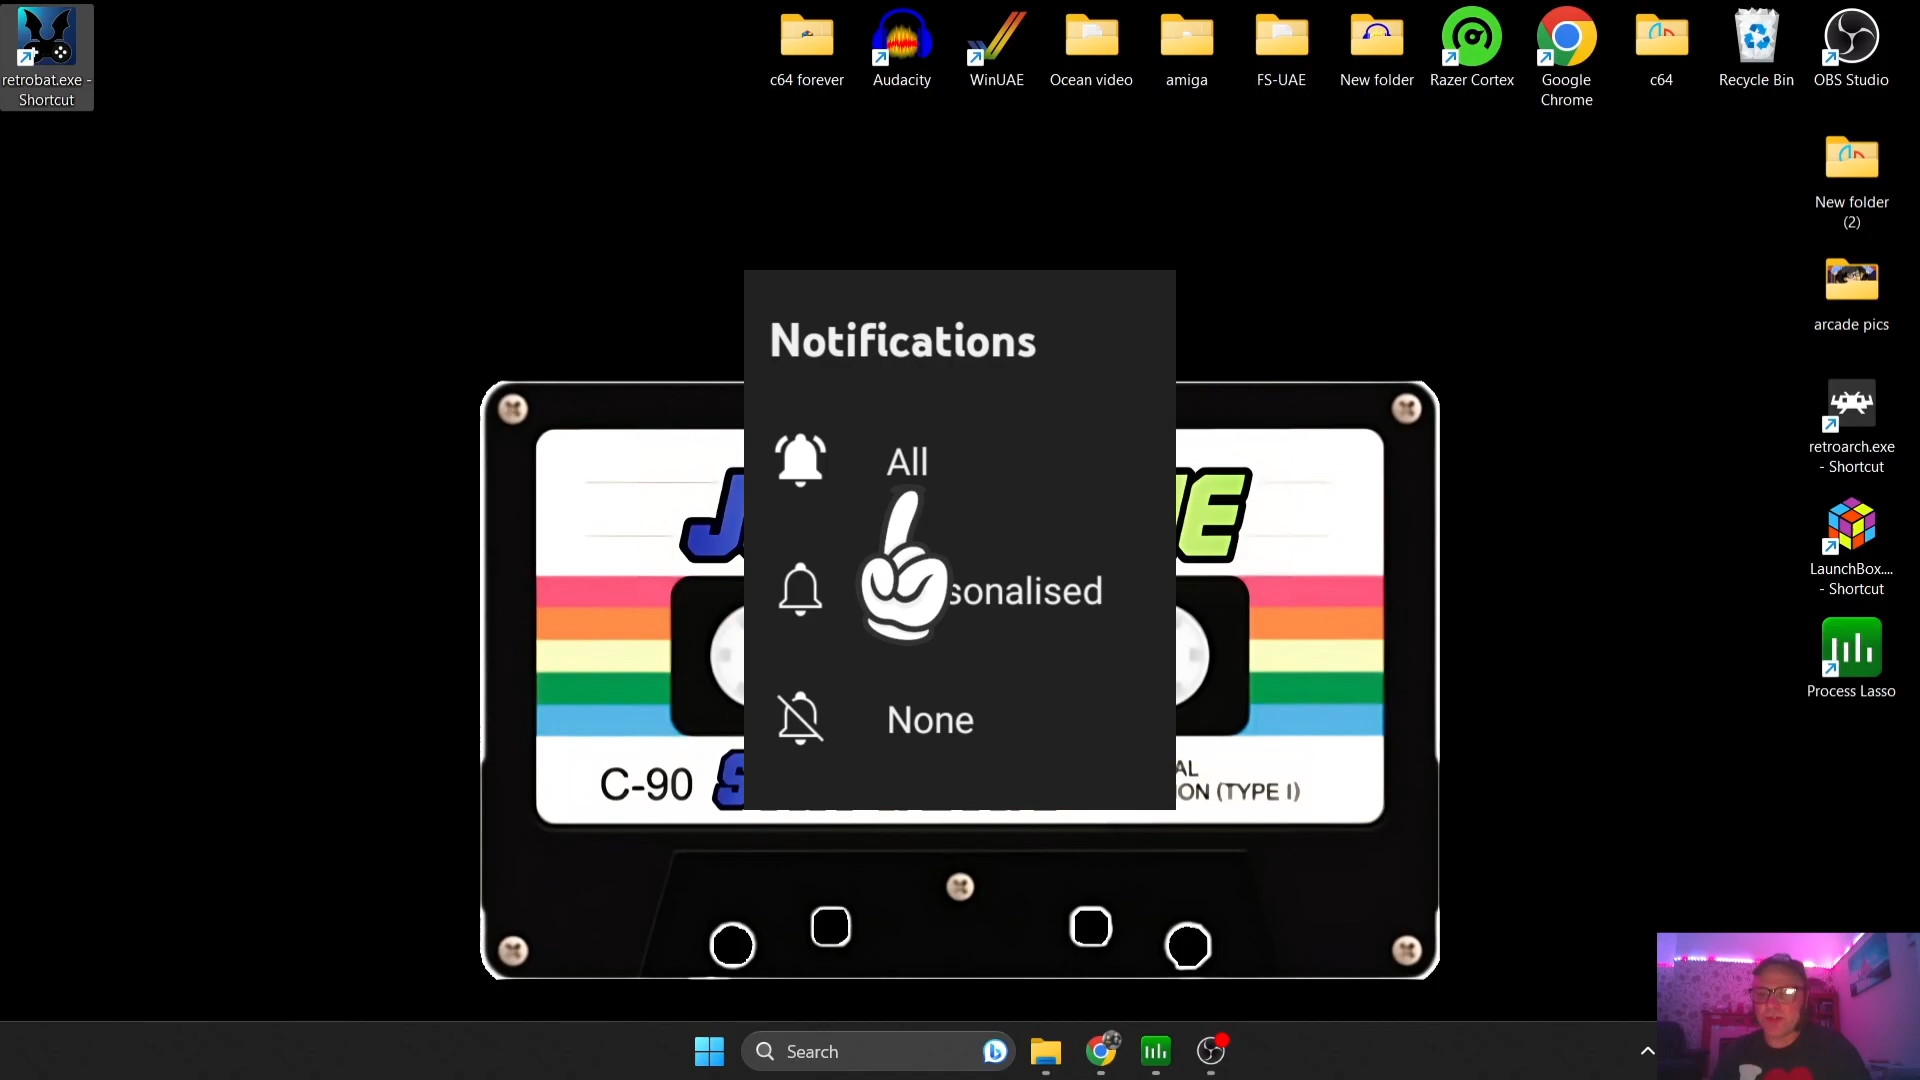 retrobat.exe -
Shortcut
c64 forever
Audacity
WinUAE
Ocean video
amiga
FS-UAE
New folder
Razer Cortex
Google
Chrome
c64
Recycle Bin
OBS Studio
New folder
(2)
arcade pics
retroarch.exe
- Shortcut
LaunchBox....
- Shortcut
Process Lasso
Notifications
All
sonalised
None
J
E
C-90
S
AL
ON (TYPE I)
Search